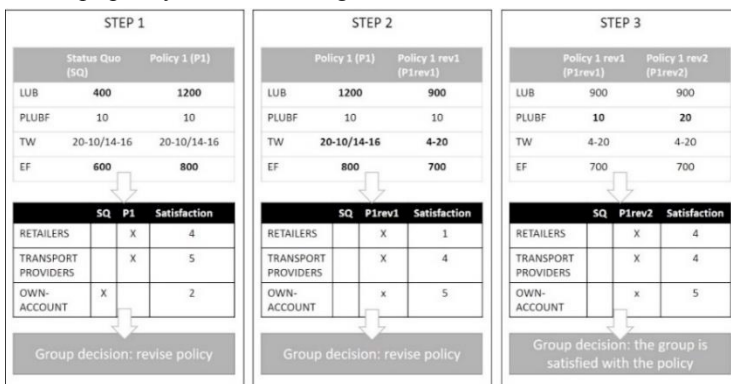 STEP 1
Status Quo (SQ) Policy 1 (P1)
LUB 400 1200
PLUBF 10 10
TW 20-10/14-16 20-10/14-16
EF 600 800
SQ P1 Satisfaction
RETAILERS X 4
TRANSPORT PROVIDERS X 5
OWN-ACCOUNT X 2
Group decision: revise policy
STEP 2
Policy 1 (P1) Policy 1 rev1 (P1rev1)
LUB 1200 900
PLUBF 10 10
TW 20-10/14-16 4-20
EF 800 700
SQ P1rev1 Satisfaction
RETAILERS X 1
TRANSPORT PROVIDERS X 4
OWN-ACCOUNT x 5
Group decision: revise policy
STEP 3
Policy 1 rev1 (P1rev1) Policy 1 rev2 (P1rev2)
LUB 900 900
PLUBF 10 20
TW 4-20 4-20
EF 700 700
SQ P1rev2 Satisfaction
RETAILERS X 4
TRANSPORT PROVIDERS X 4
OWN-ACCOUNT x 5
Group decision: the group is
satisfied with the policy